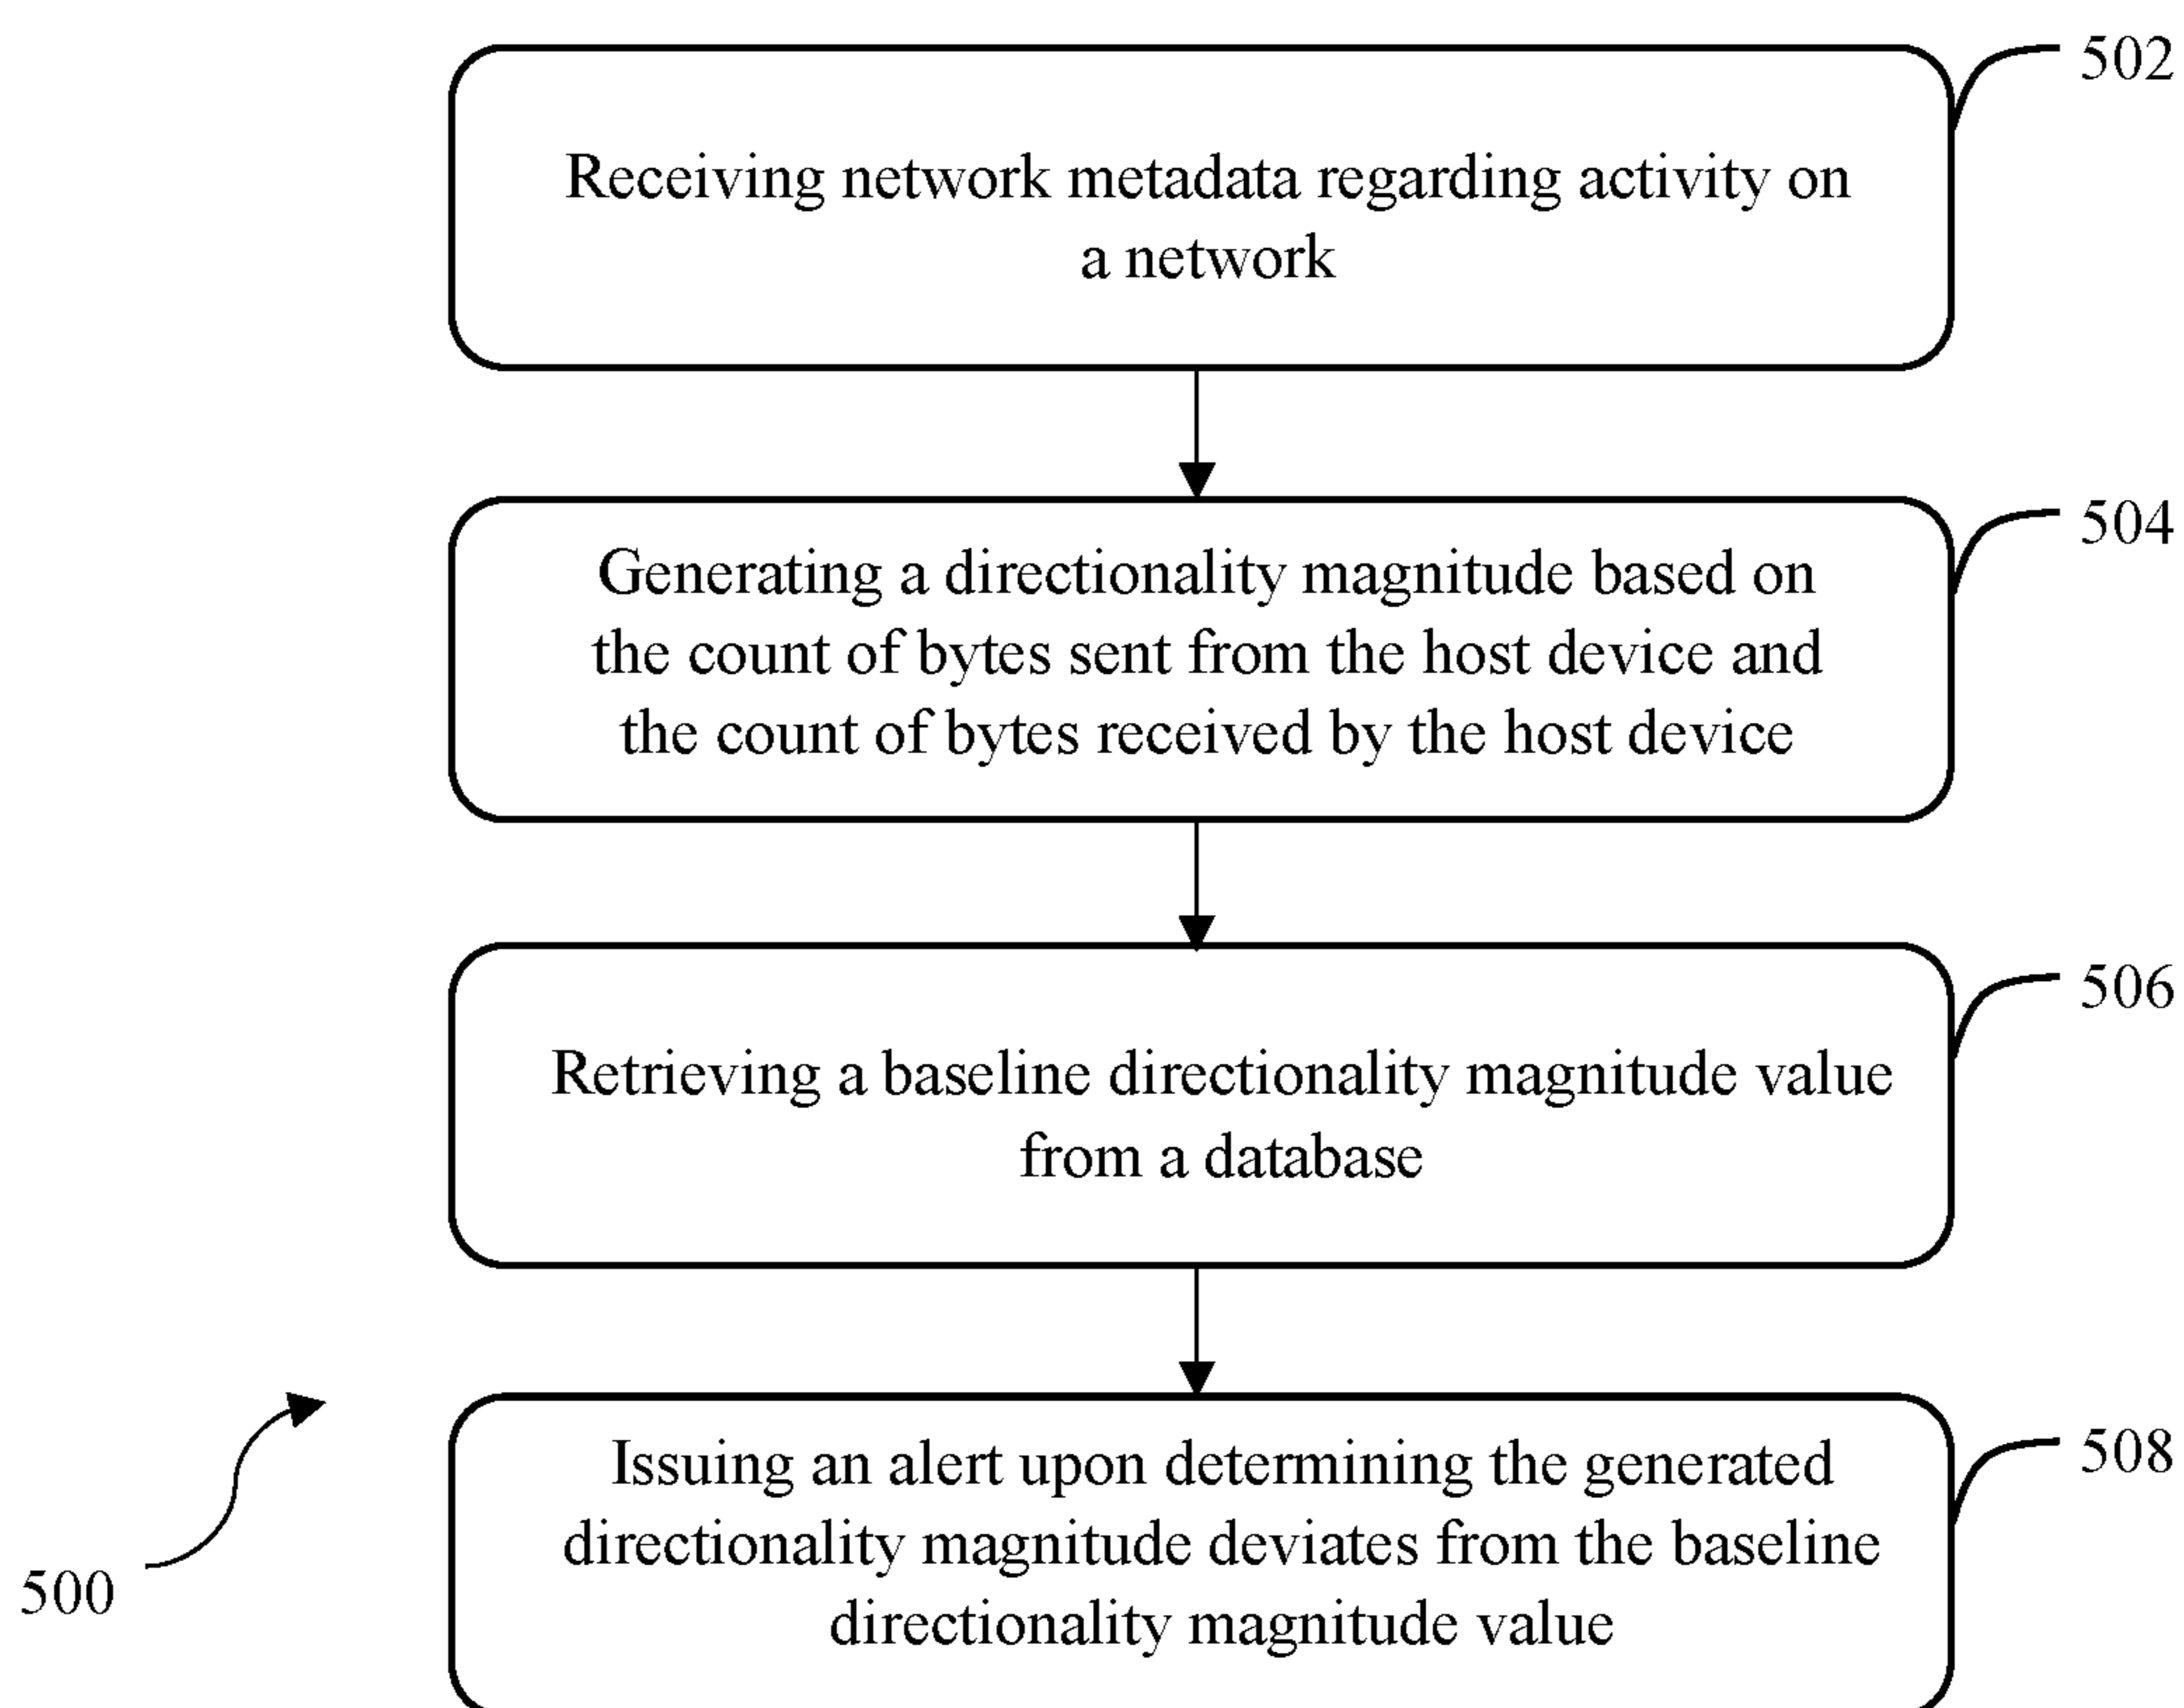 502
Receiving network metadata regarding activity on
a network
504
Generating a directionality magnitude based on
the count of bytes sent from the host device and
the count of bytes received by the host device
506
Retrieving a baseline directionality magnitude value
from a database
508
Issuing an alert upon determining the generated
directionality magnitude deviates from the baseline
directionality magnitude value
500